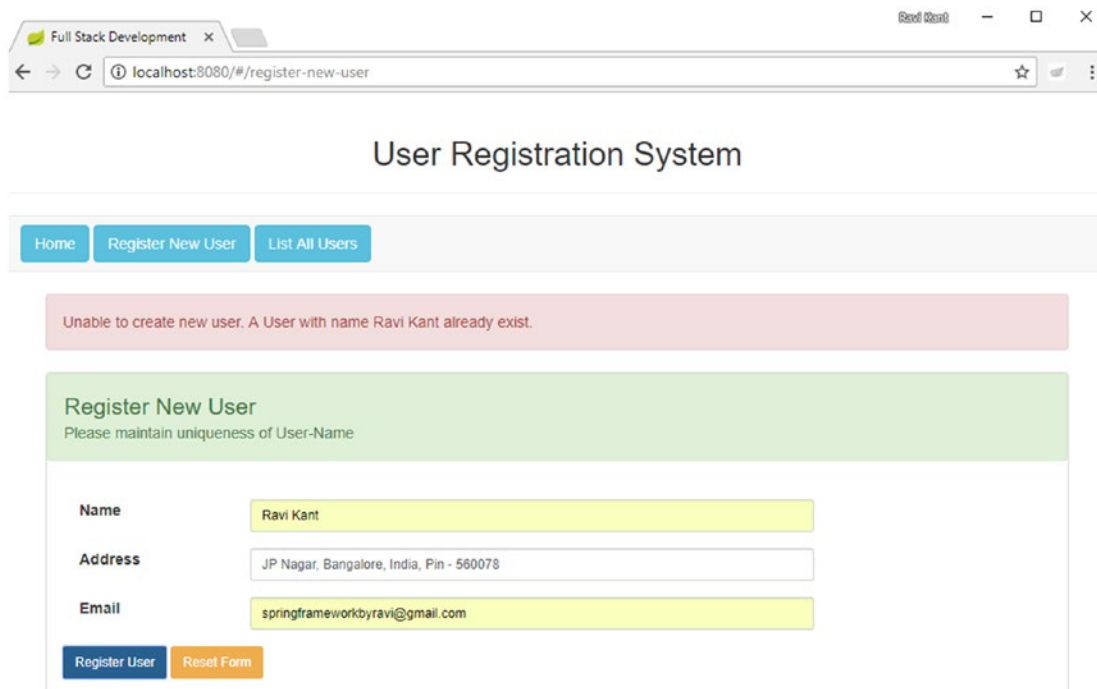 Ravi Kant
Full Stack Development
localhost:8080/#/register-new-user
User Registration System
Home Register New User List All Users
Unable to create new user. A User with name Ravi Kant already exist.
Register New User
Please maintain uniqueness of User-Name
Name Ravi Kant
Address JP Nagar, Bangalore, India, Pin - 560078
Email springframeworkbyravi@gmail.com
Register User Reset Form